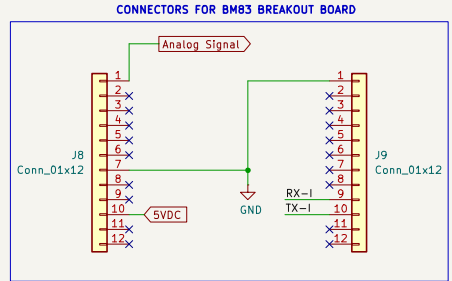 CONNECTORS FOR BM83 BREAKOUT BOARD
Analog Signal
J8
Conn_01x12
1
2
3
4
5
6
7
8
9
10
11
12
5VDC
GND
RX-I
TX-I
1
2
3
4
5
6
7
8
9
10
11
12
J9
Conn_01x12